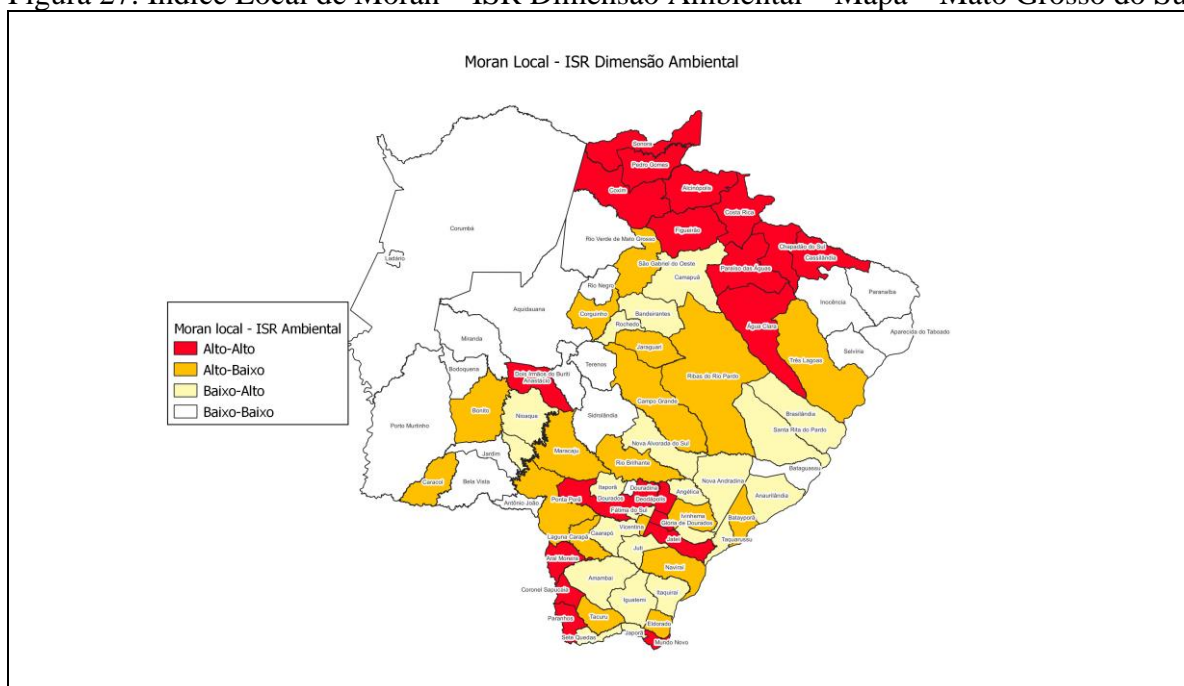 Figura 27: Índice Local de Moran – ISR Dimensão Ambiental – Mapa – Mato Grosso do Su
Moran Local - ISR Dimensão Ambiental
Sonora
Pedro Gomes
Coxim
Alcinópolis
Costa Rica
Corumbá
Figueirão
Chapadão do Sul
Rio Verde de Mato Grosso
Cassilândia
Ladário
São Gabriel do Oeste
Paraíso das Águas
Camapuã
Rio Negro
Paranaíba
Inocência
Aquidauana
Corguinho
Bandeirantes
Rochedo
Água Clara
Aparecida do Taboado
Moran local - ISR Ambiental
Alto-Alto
Alto-Baixo
Baixo-Alto
Baixo-Baixo
Miranda
Jaraguari
Selvíria
Três Lagoas
Bodoquena
Terenos
Dois Irmãos do Buriti
Anastácio
Ribas do Rio Pardo
Porto Murtinho
Bonito
Nioaque
Sidrolândia
Campo Grande
Brasilândia
Santa Rita do Pardo
Nova Alvorada do Sul
Maracaju
Jardim
Rio Brilhante
Bataguassu
Caracol
Bela Vista
Nova Andradina
Itaporã
Douradina
Angélica
Anaurilândia
Antônio João
Ponta Porã
Dourados
Deodápolis
Fátima do Sul
Ivinhema
Batayporã
Glória de Dourados
Vicentina
Laguna Carapã
Caarapó
Jateí
Taquarussu
Juti
Aral Moreira
Naviraí
Amambai
Coronel Sapucaia
Itaquiraí
Iguatemi
Paranhos
Tacuru
Eldorado
Sete Quedas
Japorã
Mundo Novo